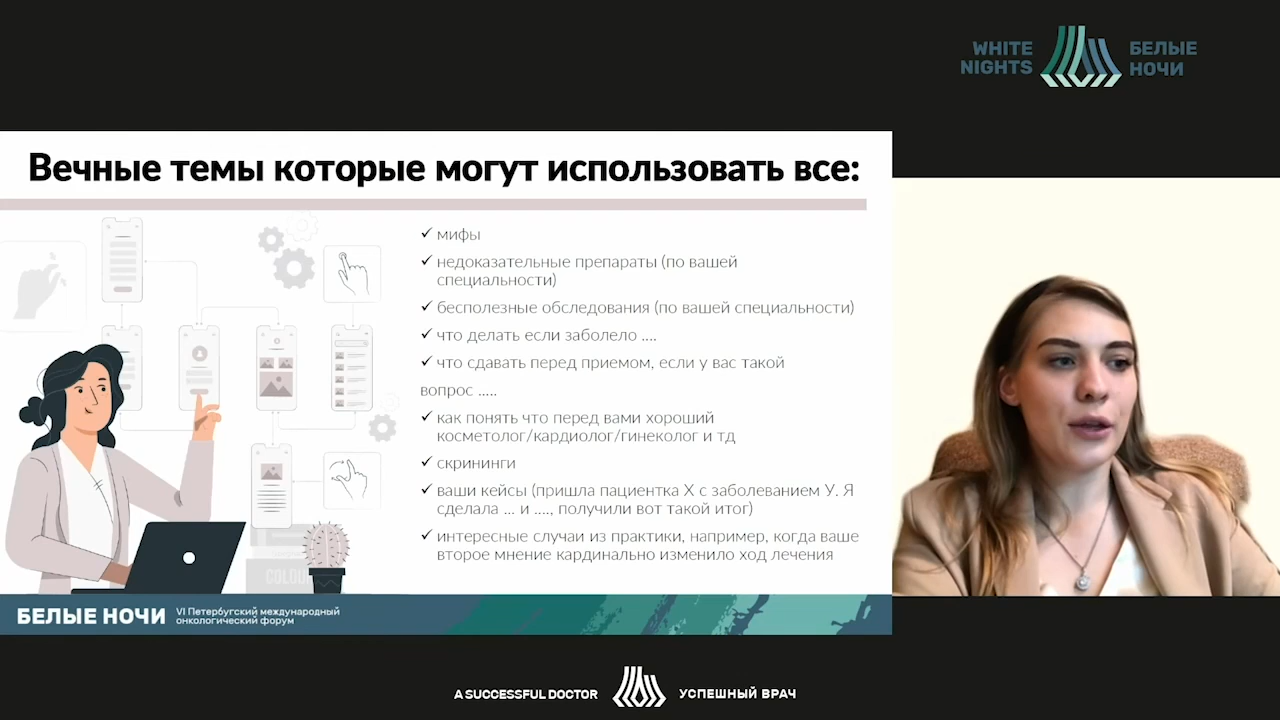 WHITE
NIGHTS
БЕЛЫЕ
НОЧИ
Вечные темы которые могут использовать все:
✓ мифы
✓ недоказательные препараты (по вашей
специальности)
✓ бесполезные обследования (по вашей специальности)
✓ что делать если заболело ....
✓ что сдавать перед приемом, если у вас такой
вопрос .....
✓ как понять что перед вами хороший
косметолог/кардиолог/гинеколог и тд
✓ скрининги
✓ ваши кейсы (пришла пациентка X с заболеванием У. Я
сделала ... и ...., получили вот такой итог)
✓ интересные случаи из практики, например, когда ваше
второе мнение кардинально изменило ход лечения
COLOUR
БЕЛЫЕ НОЧИ
VI Петербургский международный
онкологический форум
A SUCCESSFUL DOCTOR
УСПЕШНЫЙ ВРАЧ